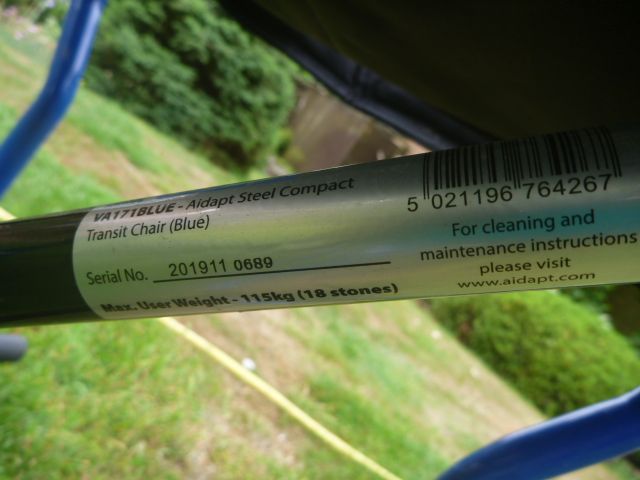 VA171BLUE - Aidapt Steel Compact
Transit Chair (Blue)
Serial No. 201911 0689
Max. User Weight - 115kg (18 stones)
5 021196 764267
For cleaning and
maintenance instructions
please visit
www.aidapt.com